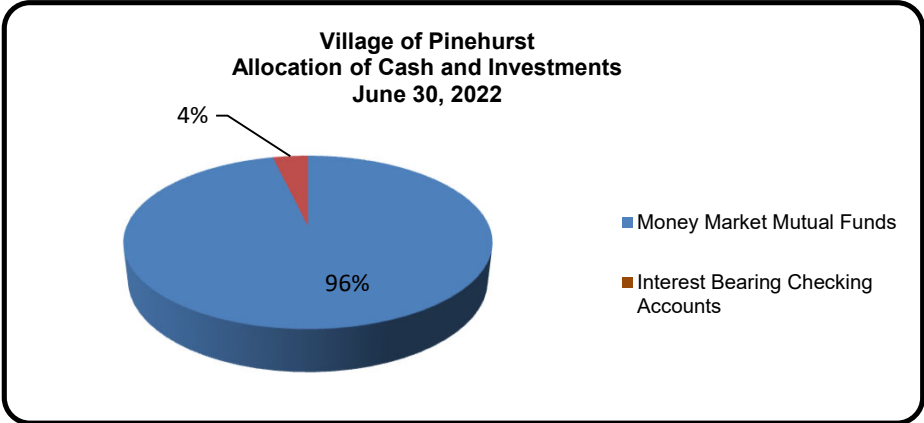 Village of Pinehurst
Allocation of Cash and Investments
June 30, 2022
4%
96%
Money Market Mutual Funds
Interest Bearing Checking
Accounts